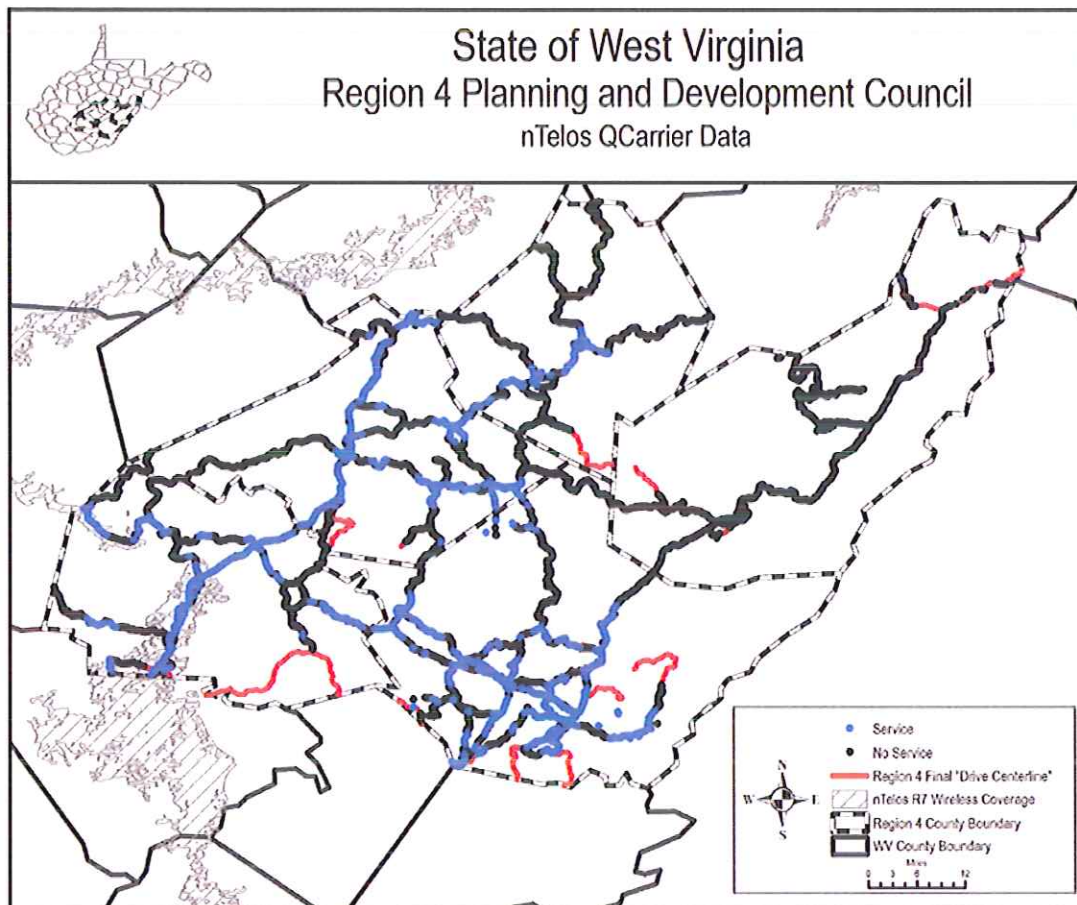 State of West Virginia
Region 4 Planning and Development Council
nTelos QCarrier Data
Service
No Service
Region 4 Final "Drive Centerline"
nTelos R7 Wireless Coverage
Region 4 County Boundary
WV County Boundary
N
W E
S
Miles
0 3 6 12